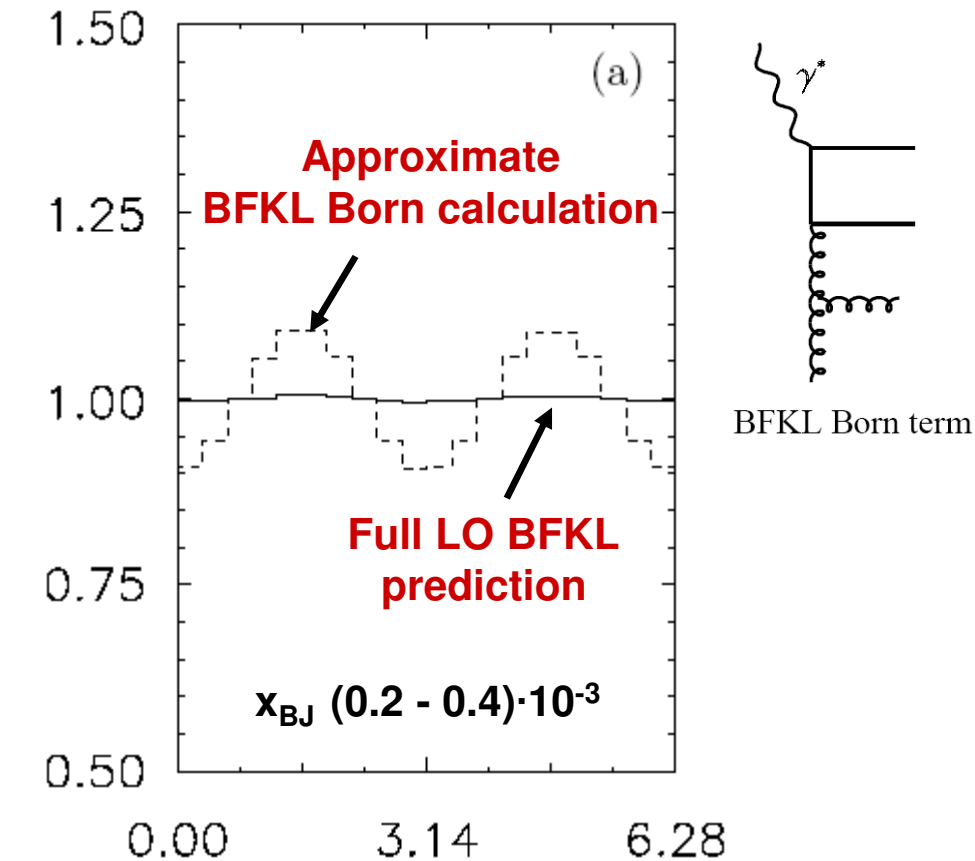 1.50
(a)
γ*
Approximate
BFKL Born calculation
1.25
1.00
BFKL Born term
Full LO BFKL
prediction
0.75
x_BJ (0.2 - 0.4)·10⁻³
0.50
0.00 3.14 6.28